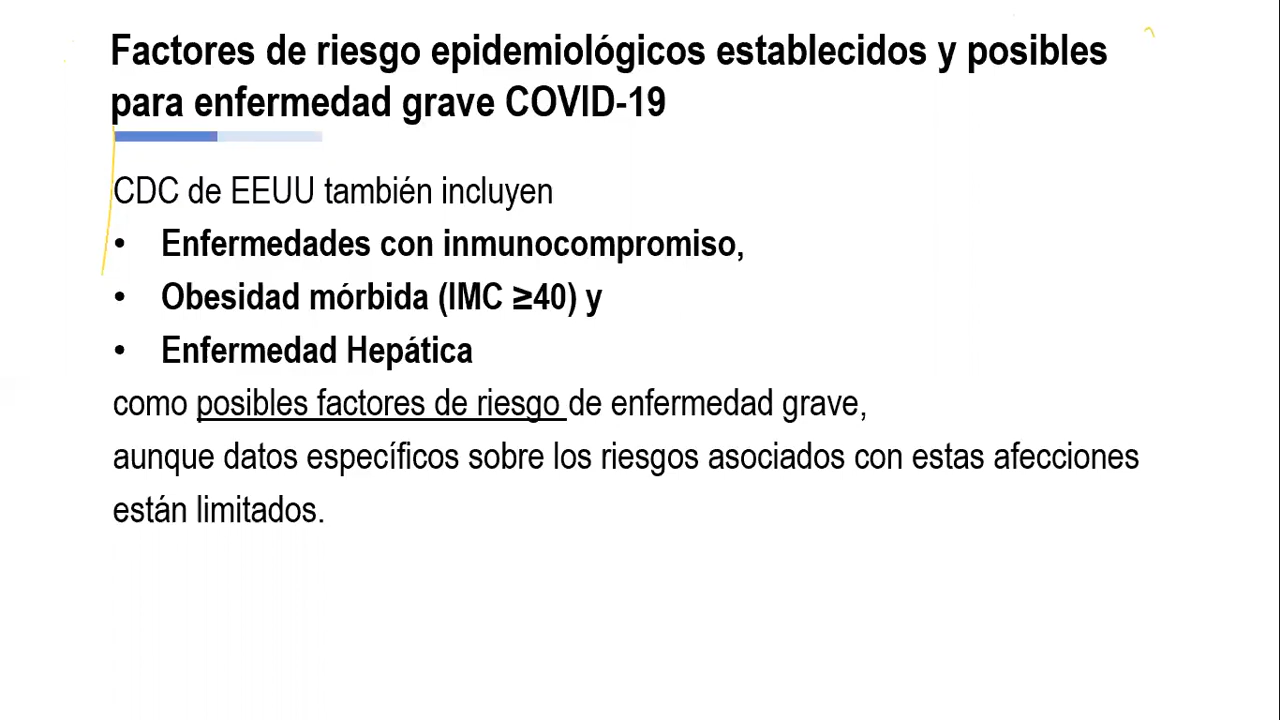 Factores de riesgo epidemiológicos establecidos y posibles
para enfermedad grave COVID-19
CDC de EEUU también incluyen
• Enfermedades con inmunocompromiso,
• Obesidad mórbida (IMC ≥40) y
• Enfermedad Hepática
como posibles factores de riesgo de enfermedad grave,
aunque datos específicos sobre los riesgos asociados con estas afecciones
están limitados.